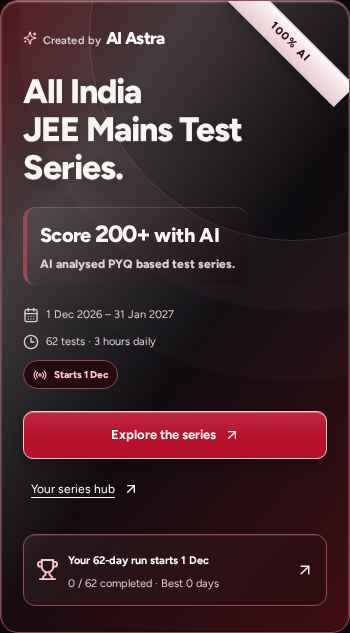 Created by AI Astra
100% AI
All India
JEE Mains Test
Series.
Score 200+ with AI
AI analysed PYQ based test series.
1 Dec 2026 – 31 Jan 2027
62 tests · 3 hours daily
Starts 1 Dec
Explore the series
Your series hub
Your 62-day run starts 1 Dec
0 / 62 completed · Best 0 days